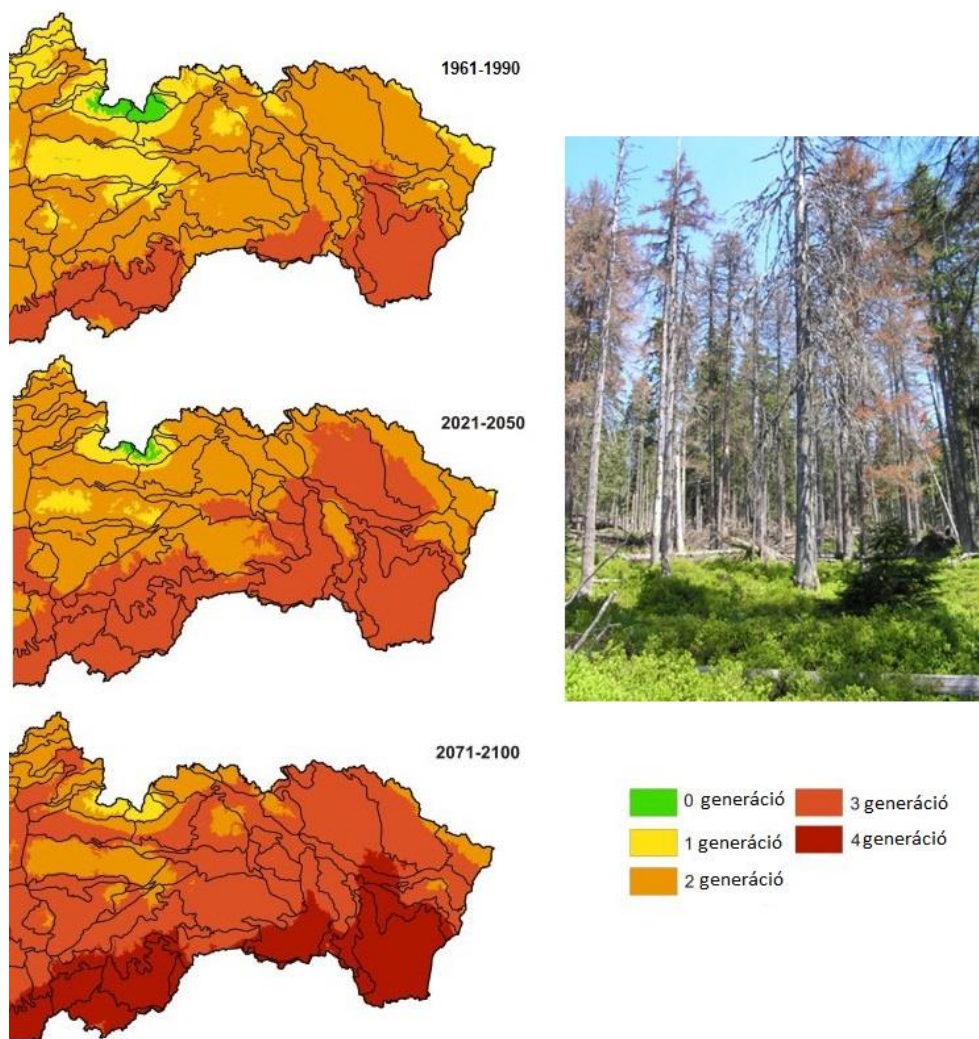 1961-1990
2021-2050
2071-2100
0 generáció
1 generáció
2 generáció
3 generáció
4 generáció